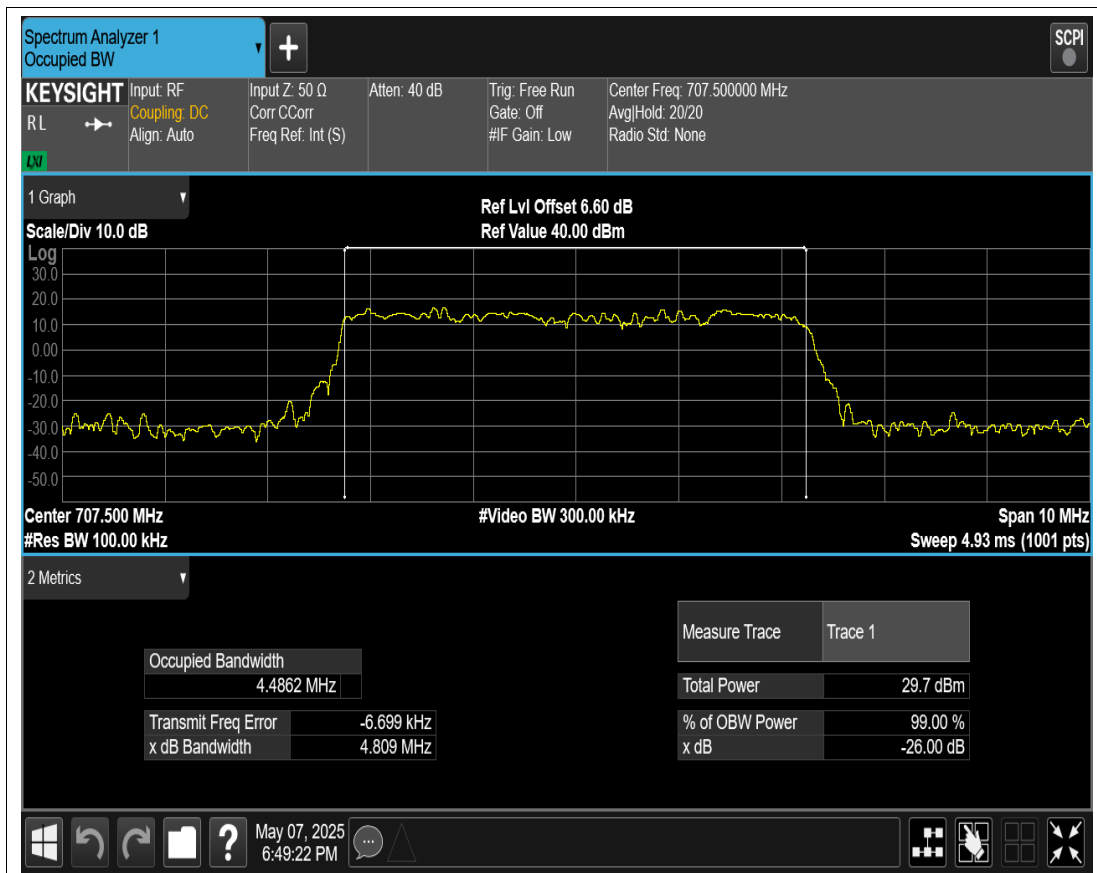 Spectrum Analyzer 1
Occupied BW
SCPI
KEYSIGHT
R L
LXI
Input: RF
Coupling: DC
Align: Auto
Input Z: 50 Ω
Corr CCorr
Freq Ref: Int (S)
Atten: 40 dB
Trig: Free Run
Gate: Off
#IF Gain: Low
Center Freq: 707.500000 MHz
Avg|Hold: 20/20
Radio Std: None
1 Graph
Ref Lvl Offset 6.60 dB
Scale/Div 10.0 dB
Ref Value 40.00 dBm
Log
30.0
20.0
10.0
0.00
-10.0
-20.0
-30.0
-40.0
-50.0
Center 707.500 MHz
#Video BW 300.00 kHz
Span 10 MHz
#Res BW 100.00 kHz
Sweep 4.93 ms (1001 pts)
2 Metrics
Measure Trace
Trace 1
Occupied Bandwidth
4.4862 MHz
Total Power
29.7 dBm
Transmit Freq Error
-6.699 kHz
% of OBW Power
99.00 %
x dB Bandwidth
4.809 MHz
x dB
-26.00 dB
?
May 07, 2025
6:49:22 PM